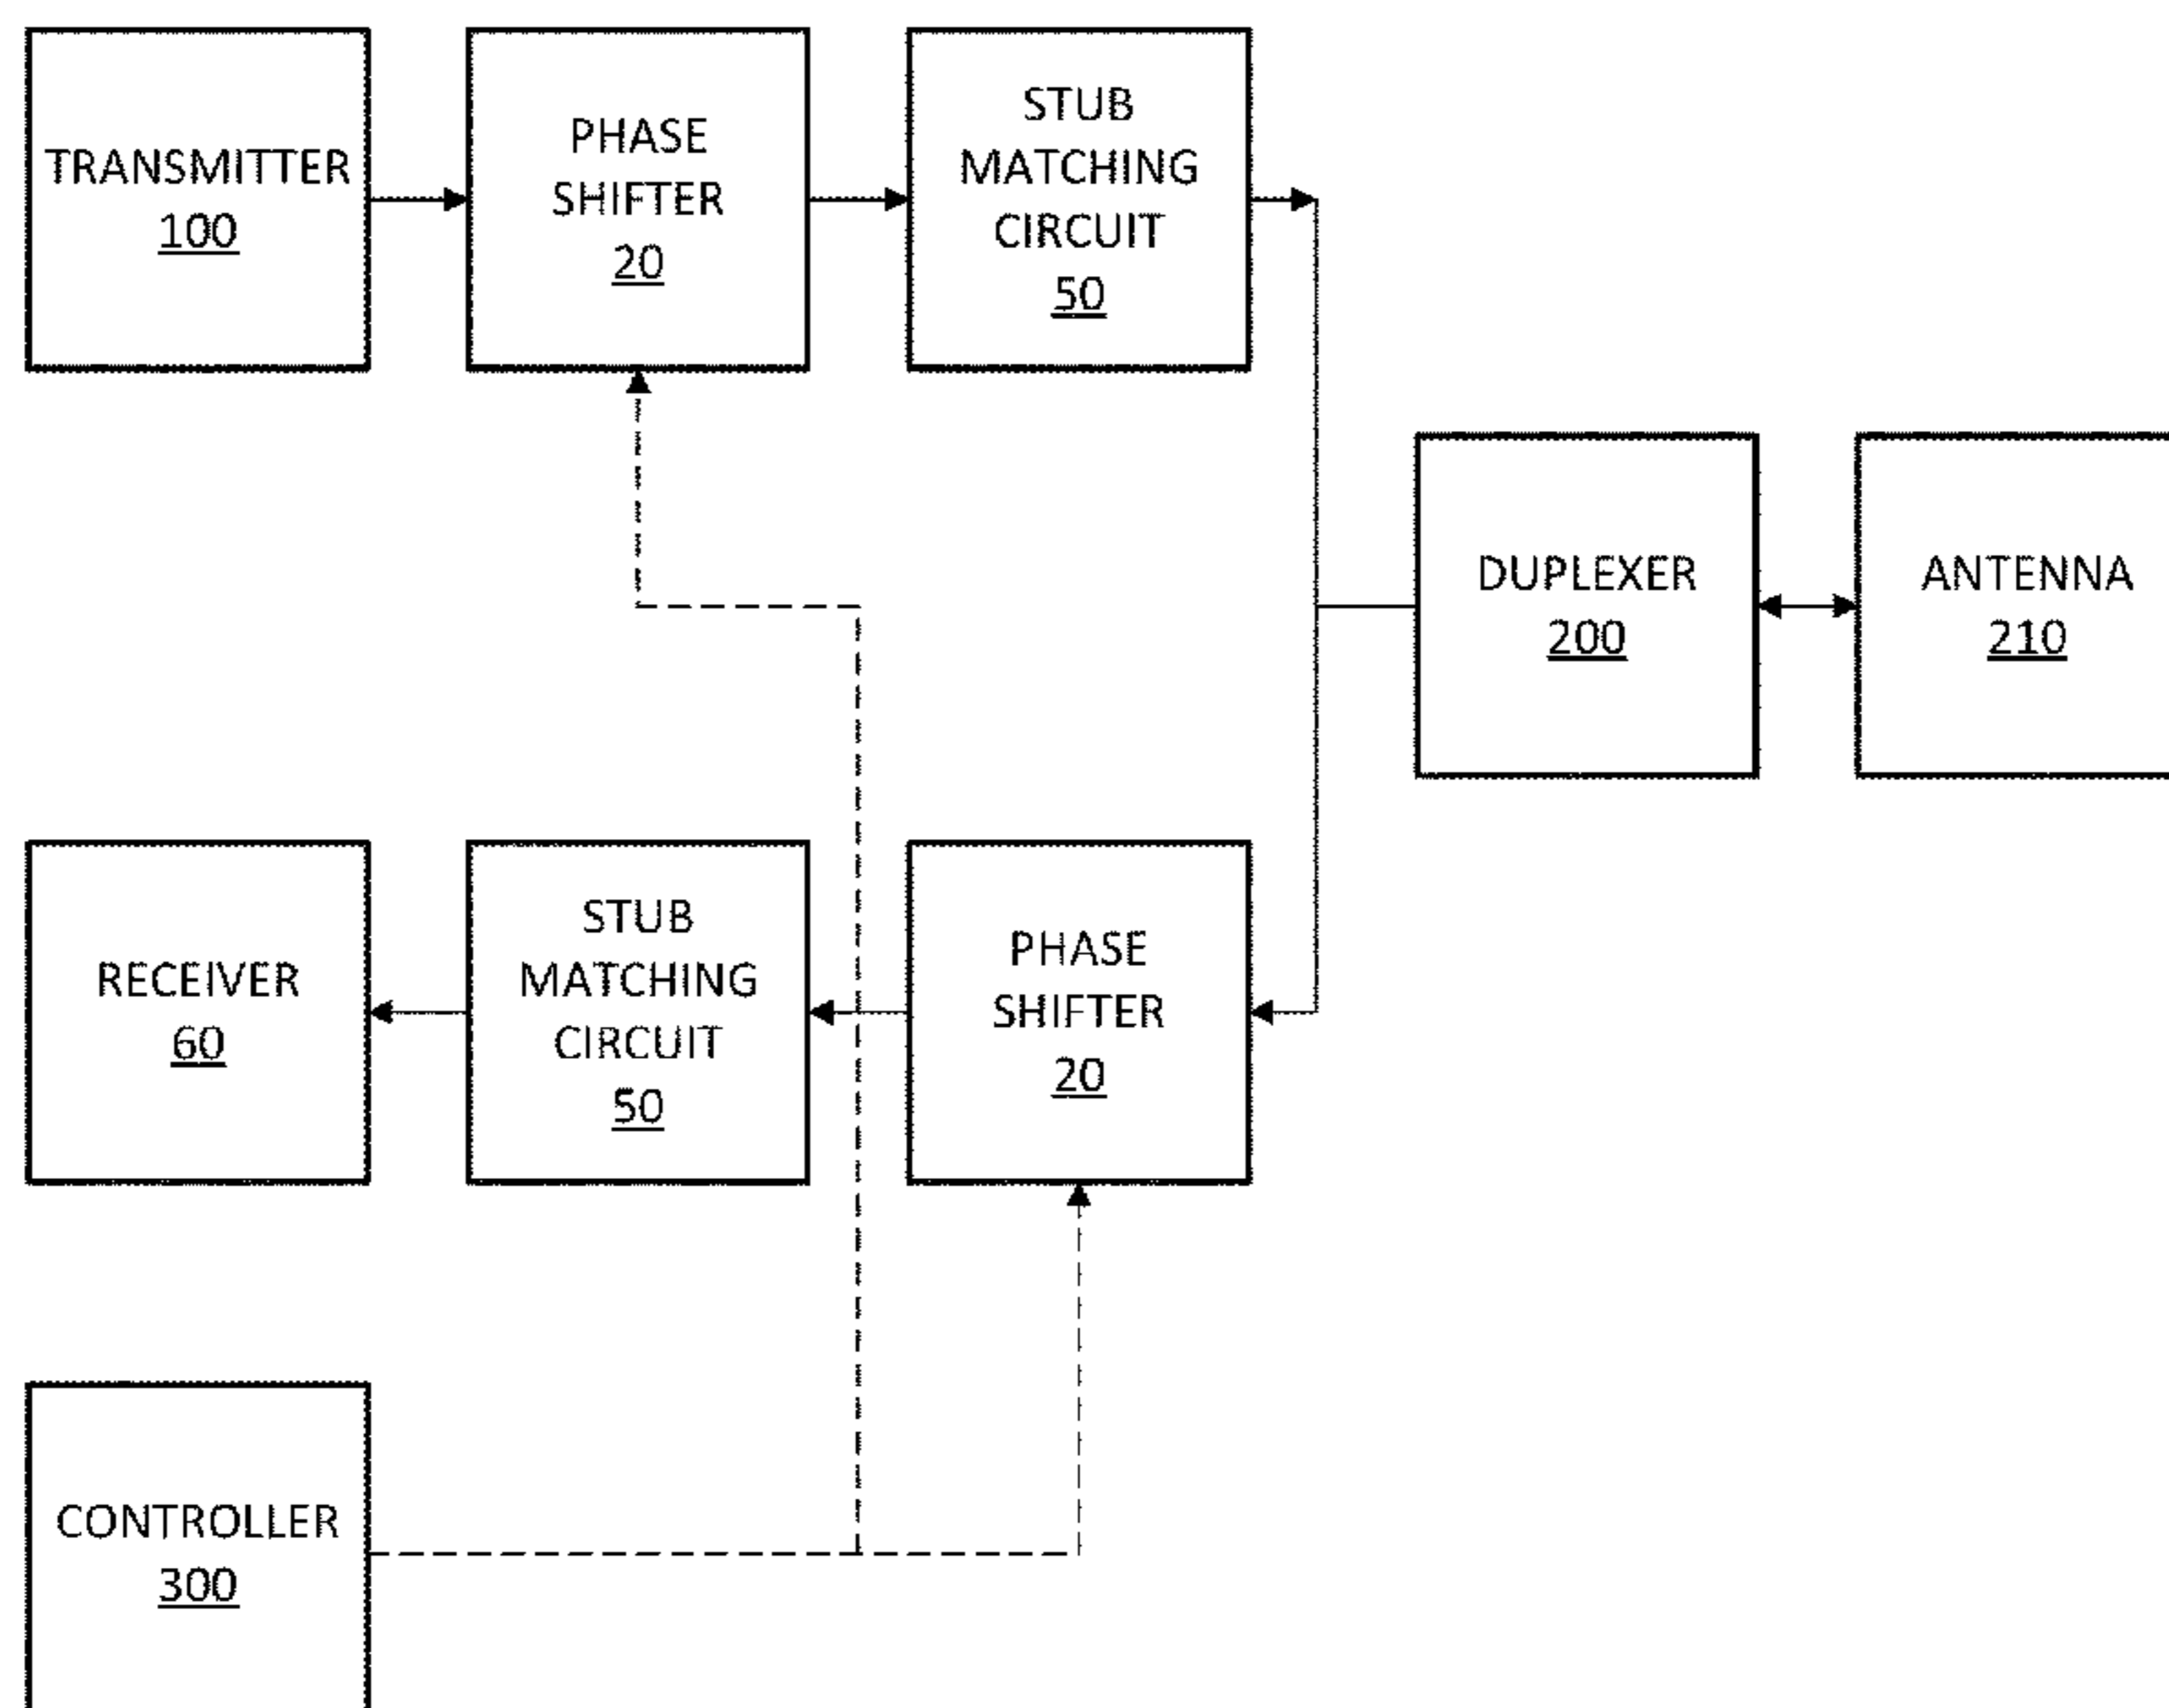 TRANSMITTER
100
PHASE
SHIFTER
20
STUB
MATCHING
CIRCUIT
50
DUPLEXER
200
ANTENNA
210
RECEIVER
60
STUB
MATCHING
CIRCUIT
50
PHASE
SHIFTER
20
CONTROLLER
300